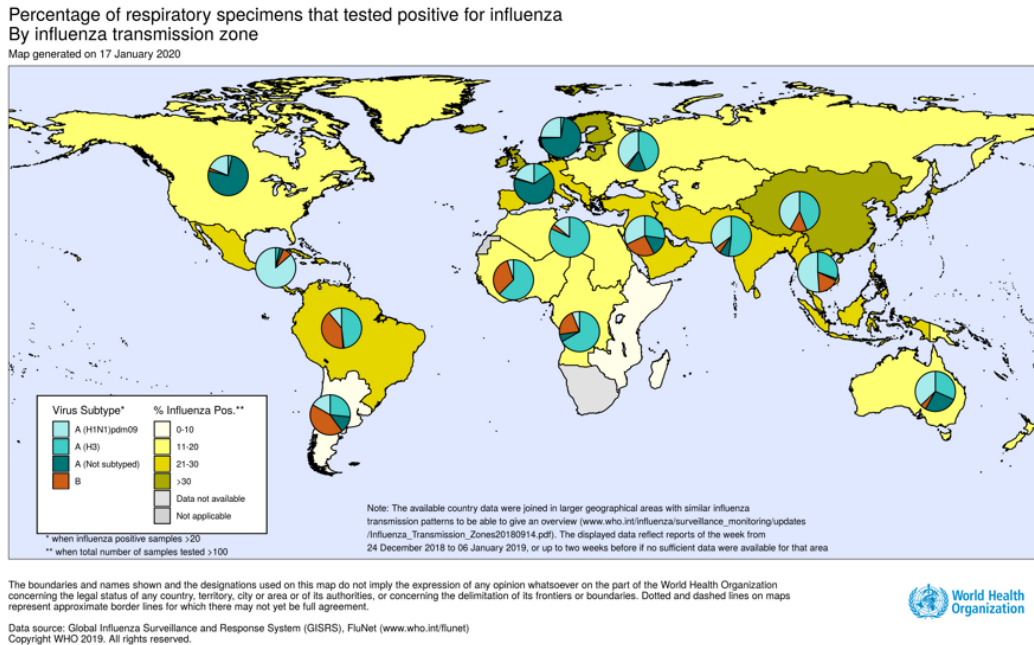 Percentage of respiratory specimens that tested positive for influenza
By influenza transmission zone
Map generated on 17 January 2020
Virus Subtype*
A (H1N1)pdm09
A (H3)
A (Not subtyped)
B
% Influenza Pos.**
0-10
11-20
21-30
>30
Data not available
Not applicable
* when influenza positive samples >20
** when total number of samples tested >100
Note: The available country data were joined in larger geographical areas with similar influenza
transmission patterns to be able to give an overview (www.who.int/influenza/surveillance_monitoring/updates
/Influenza_Transmission_Zones20180914.pdf). The displayed data reflect reports of the week from
24 December 2018 to 06 January 2019, or up to two weeks before if no sufficient data were available for that area
The boundaries and names shown and the designations used on this map do not imply the expression of any opinion whatsoever on the part of the World Health Organization
concerning the legal status of any country, territory, city or area or of its authorities, or concerning the delimitation of its frontiers or boundaries. Dotted and dashed lines on maps
represent approximate border lines for which there may not yet be full agreement.
Data source: Global Influenza Surveillance and Response System (GISRS), FluNet (www.who.int/flunet)
Copyright WHO 2019. All rights reserved.
World Health
Organization